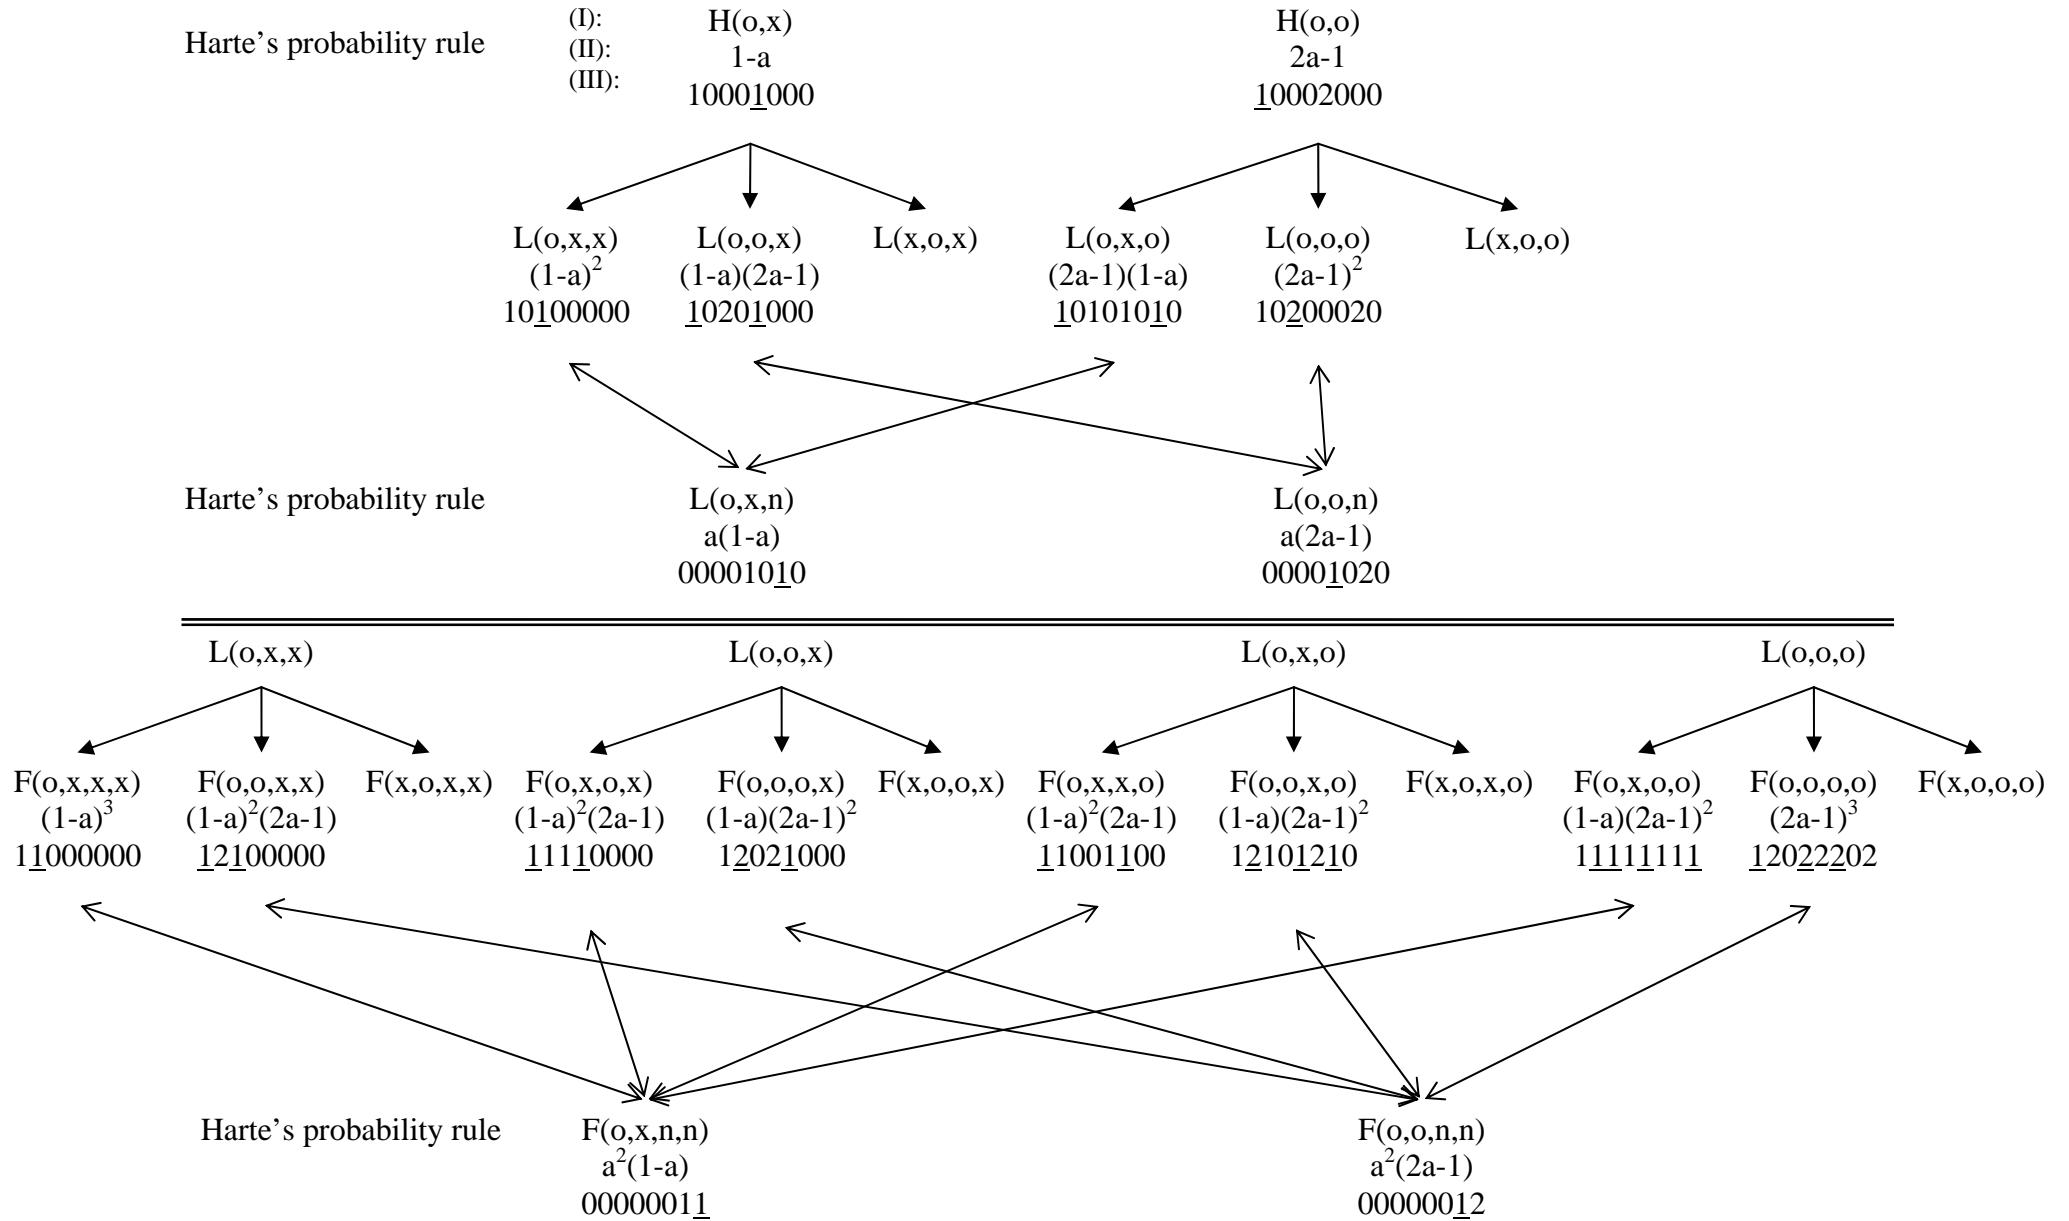 Harte's probability rule
(I): H(o,x) H(o,o)
(II): 1-a 2a-1
(III): 10001000 10002000
L(o,x,x) L(o,o,x) L(x,o,x) L(o,x,o) L(o,o,o) L(x,o,o)
(1-a)² (1-a)(2a-1) (2a-1)(1-a) (2a-1)²
10100000 10201000 10101010 10200020
Harte's probability rule L(o,x,n) L(o,o,n)
a(1-a) a(2a-1)
00001010 00001020
L(o,x,x) L(o,o,x) L(o,x,o) L(o,o,o)
F(o,x,x,x) F(o,o,x,x) F(x,o,x,x) F(o,x,o,x) F(o,o,o,x) F(x,o,o,x) F(o,x,x,o) F(o,o,x,o) F(x,o,x,o) F(o,x,o,o) F(o,o,o,o) F(x,o,o,o)
(1-a)³ (1-a)²(2a-1) (1-a)²(2a-1) (1-a)(2a-1)² (1-a)²(2a-1) (1-a)(2a-1)² (1-a)(2a-1)² (2a-1)³
11000000 12100000 11110000 12021000 11001100 12101210 11111111 12022202
Harte's probability rule F(o,x,n,n) F(o,o,n,n)
a²(1-a) a²(2a-1)
00000011 00000012